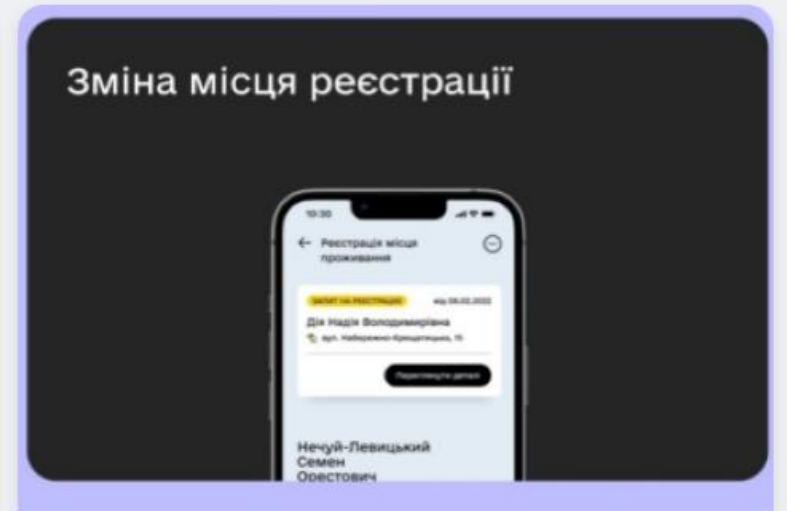 Зміна місця реєстрації
10:30
← Реєстрація місця
проживання
ЗАПИТ НА РЕЄСТРАЦІЮ від 08.02.2022
Дія Надія Володимирівна
вул. Набережно-Хрещатицька, 15
Переглянути деталі
Нечуй-Левицький
Семен
Орестович